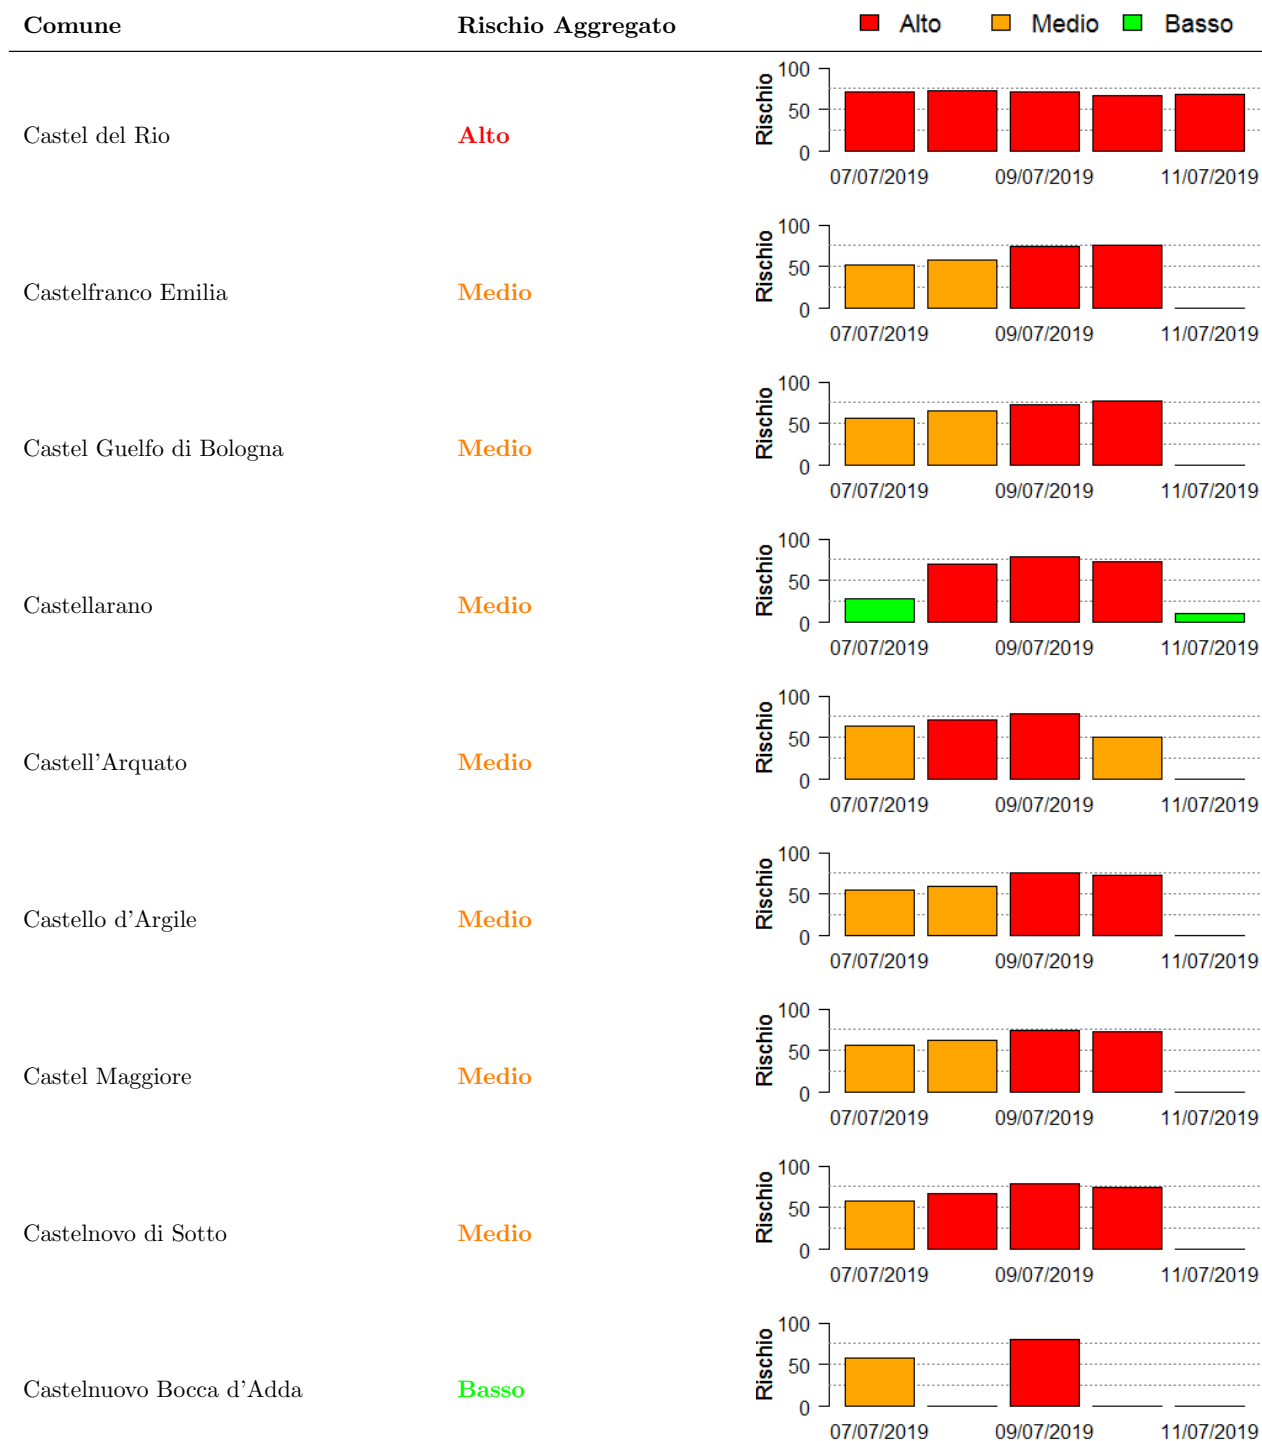 Comune Rischio Aggregato Alto Medio Basso
Castel del Rio Alto Rischio 100 50 0
07/07/2019 09/07/2019 11/07/2019
Castelfranco Emilia Medio Rischio 100 50 0
07/07/2019 09/07/2019 11/07/2019
Castel Guelfo di Bologna Medio Rischio 100 50 0
07/07/2019 09/07/2019 11/07/2019
Castellarano Medio Rischio 100 50 0
07/07/2019 09/07/2019 11/07/2019
Castell'Arquato Medio Rischio 100 50 0
07/07/2019 09/07/2019 11/07/2019
Castello d'Argile Medio Rischio 100 50 0
07/07/2019 09/07/2019 11/07/2019
Castel Maggiore Medio Rischio 100 50 0
07/07/2019 09/07/2019 11/07/2019
Castelnovo di Sotto Medio Rischio 100 50 0
07/07/2019 09/07/2019 11/07/2019
Castelnuovo Bocca d'Adda Basso Rischio 100 50 0
07/07/2019 09/07/2019 11/07/2019